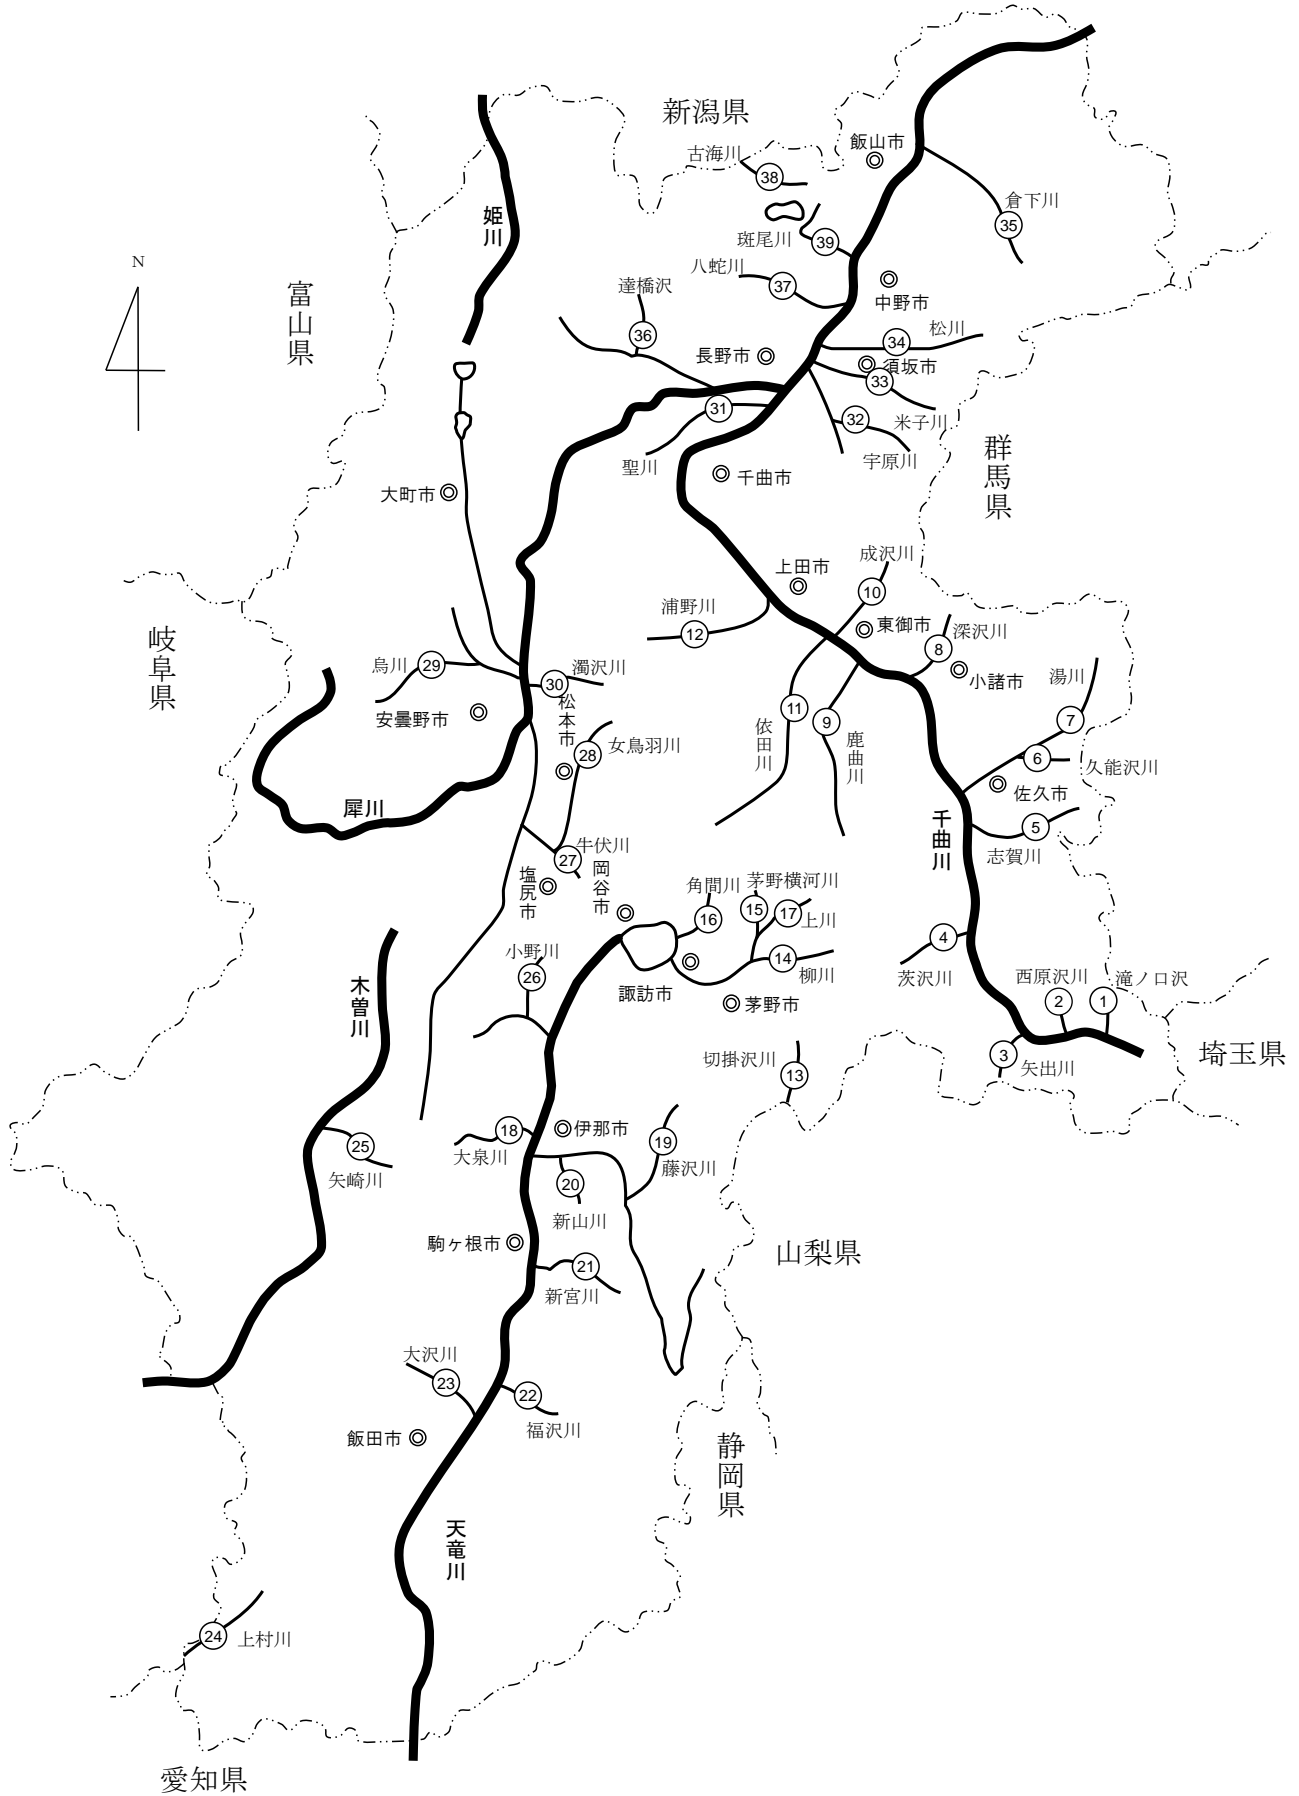 新潟県
飯山市
古海川
38
倉下川
35
姫川
斑尾川
39
N
八蛇川
37
達橋沢
中野市
富山県
36
松川
34
長野市
須坂市
33
31
32
米子川
聖川
宇原川
群馬県
千曲市
大町市
成沢川
上田市
10
浦野川
12
東御市
深沢川
8
岐阜県
烏川
29
濁沢川
30
小諸市
湯川
安曇野市
松本市
11
9
7
女鳥羽川
28
依田川
鹿曲川
6
久能沢川
佐久市
犀川
千曲川
5
志賀川
牛伏川
27
塩尻市
岡谷市
角間川
茅野横河川
16
15
17
上川
4
茨沢川
小野川
26
14
柳川
諏訪市
茅野市
木曽川
西原沢川
滝ノ口沢
2
1
切掛沢川
13
3
矢出川
埼玉県
18
伊那市
19
大泉川
藤沢川
25
矢崎川
20
新山川
駒ヶ根市
山梨県
21
新宮川
大沢川
23
22
福沢川
飯田市
静岡県
天竜川
24
上村川
愛知県